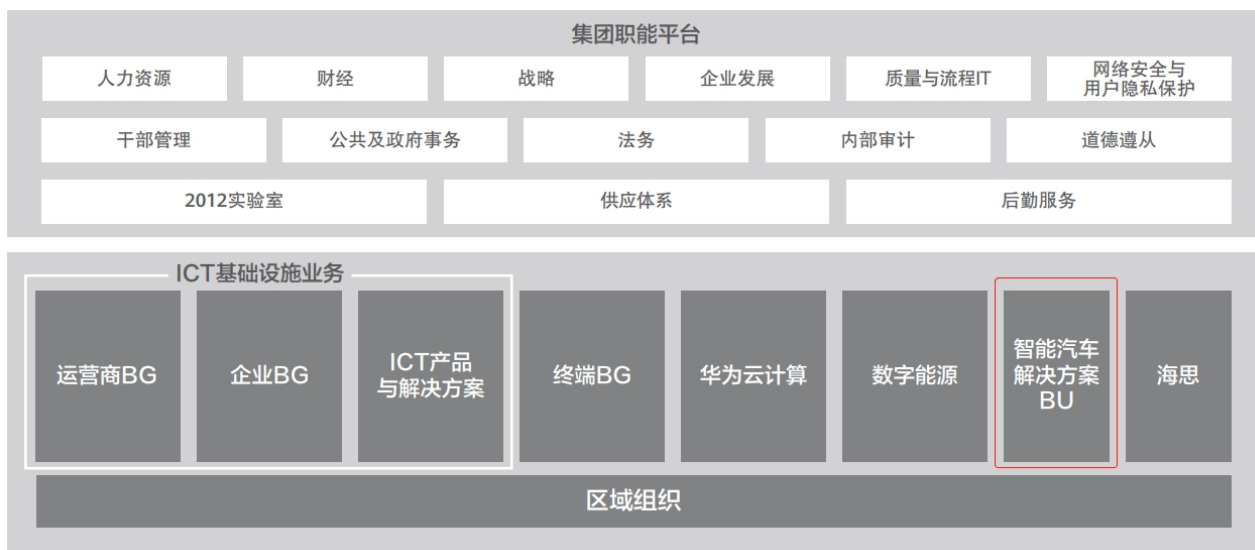 集团职能平台
人力资源
财经
战略
企业发展
质量与流程IT
网络安全与
用户隐私保护
干部管理
公共及政府事务
法务
内部审计
道德遵从
2012实验室
供应体系
后勤服务
ICT基础设施业务
运营商BG
企业BG
ICT产品
与解决方案
终端BG
华为云计算
数字能源
智能汽车
解决方案
BU
海思
区域组织